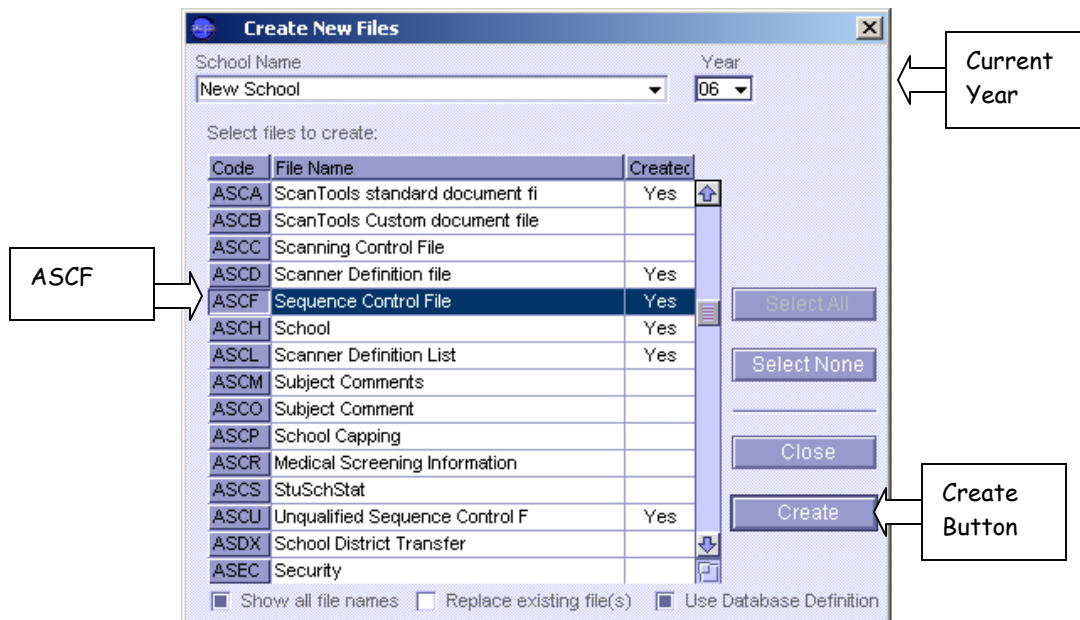 Create New Files
School Name
Year
New School
06
Current
Year
Select files to create:
Code File Name Created
ASCA ScanTools standard document fi Yes
ASCB ScanTools Custom document file
ASCC Scanning Control File
ASCD Scanner Definition file Yes
ASCF
ASCF Sequence Control File Yes
Select All
ASCH School Yes
ASCL Scanner Definition List Yes
Select None
ASCM Subject Comments
ASCO Subject Comment
ASCP School Capping
Close
ASCR Medical Screening Information
ASCS StuSchStat
ASCU Unqualified Sequence Control F Yes
Create
Create
Button
ASDX School District Transfer
ASEC Security
Show all file names Replace existing file(s) Use Database Definition